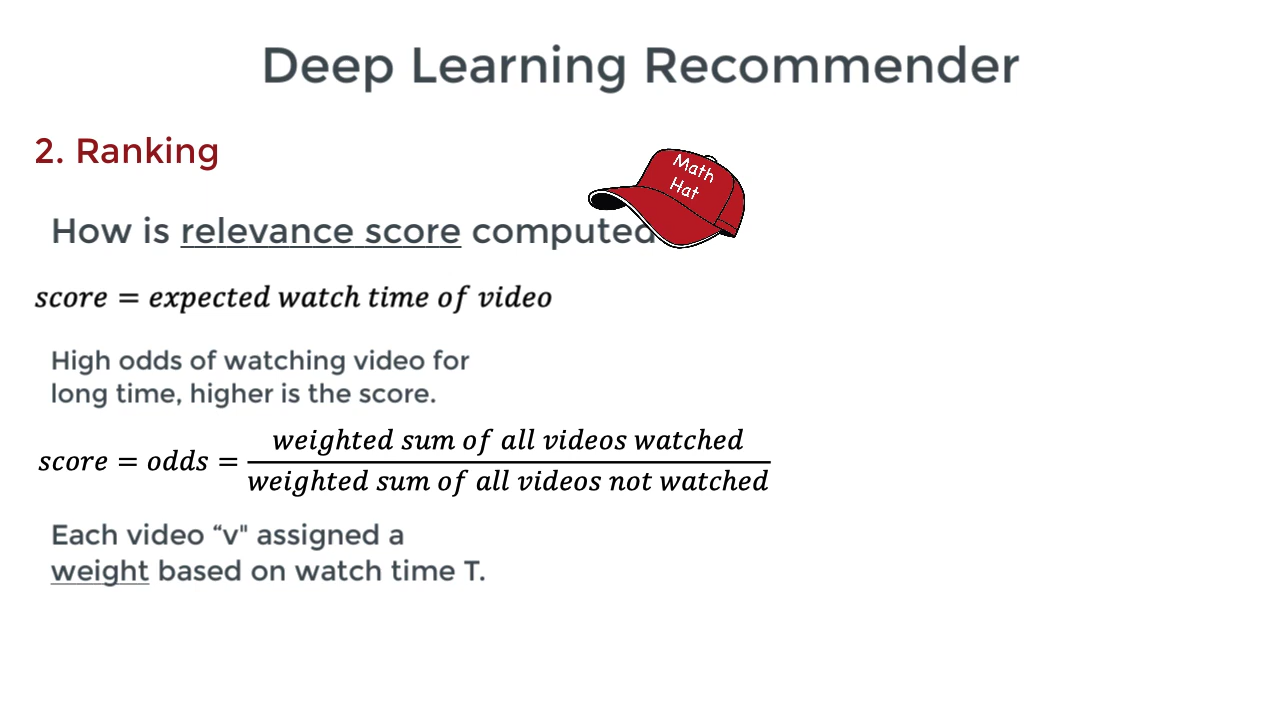 Deep Learning Recommender
2. Ranking
Math
Hat
How is relevance score computed
score = expected watch time of video
High odds of watching video for
long time, higher is the score.
score = odds = weighted sum of all videos watched / weighted sum of all videos not watched
Each video “v" assigned a
weight based on watch time T.